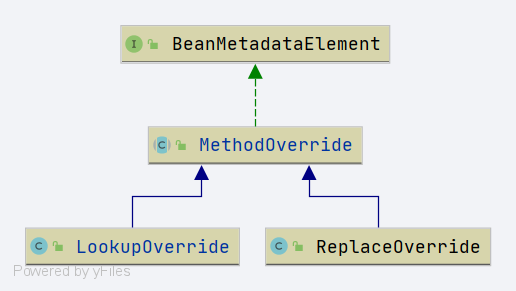 I BeanMetadataElement
C MethodOverride
C LookupOverride
C ReplaceOverride
Powered by yFiles